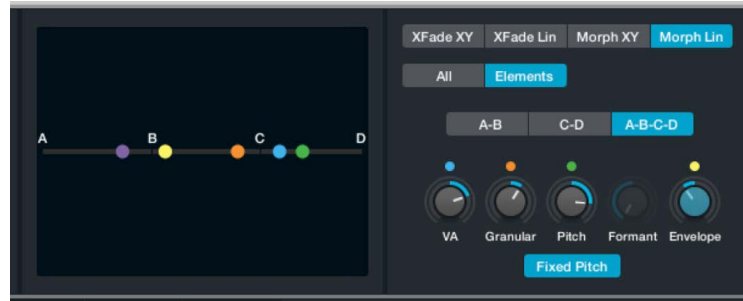 XFade XY XFade Lin Morph XY Morph Lin
All Elements
A B C D
A-B C-D A-B-C-D
VA Granular Pitch Formant Envelope
Fixed Pitch